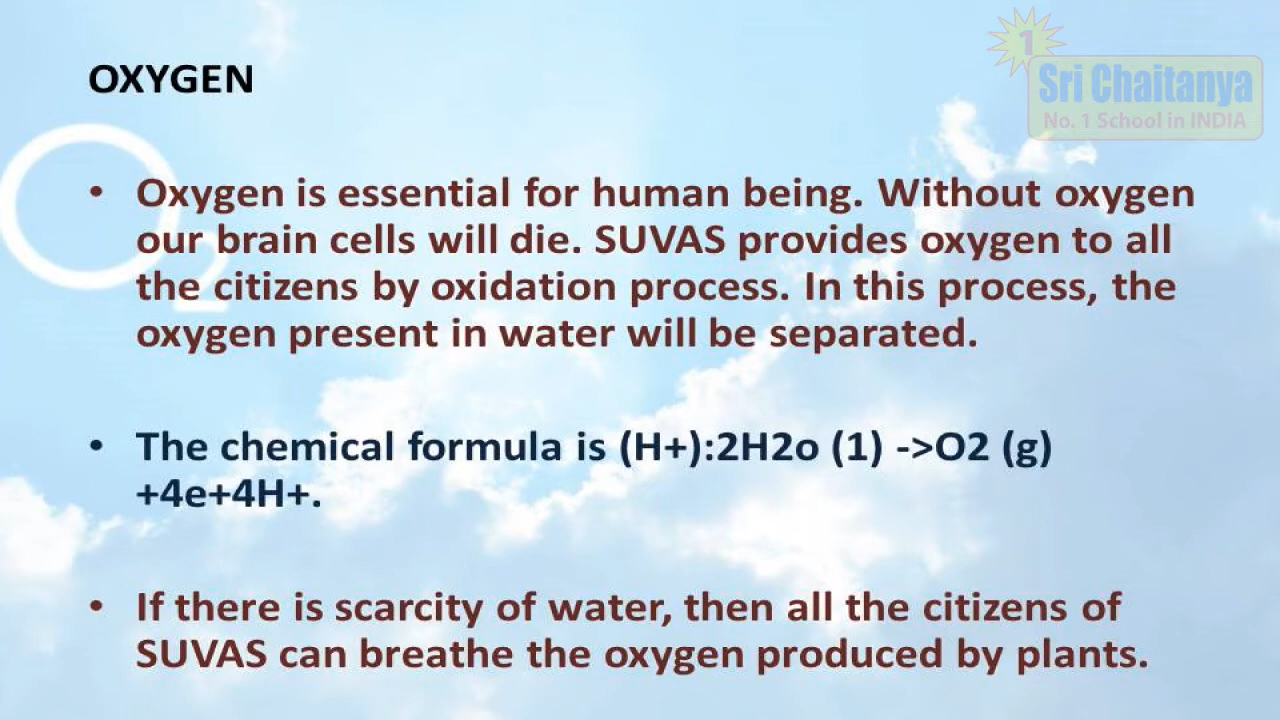 1
Sri Chaitanya
No. 1 School in INDIA
OXYGEN
O2
• Oxygen is essential for human being. Without oxygen
our brain cells will die. SUVAS provides oxygen to all
the citizens by oxidation process. In this process, the
oxygen present in water will be separated.
• The chemical formula is (H+):2H2o (1) ->O2 (g)
+4e+4H+.
• If there is scarcity of water, then all the citizens of
SUVAS can breathe the oxygen produced by plants.